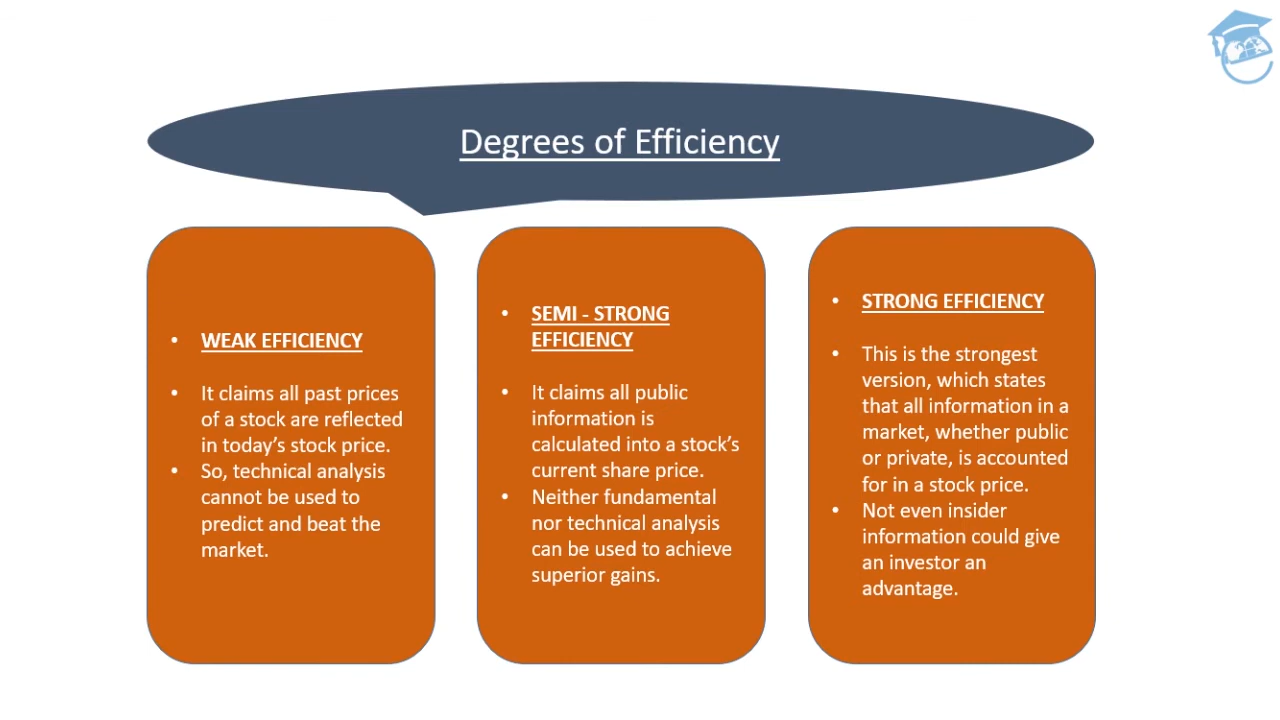 Degrees of Efficiency
• WEAK EFFICIENCY
• It claims all past prices
of a stock are reflected
in today’s stock price.
• So, technical analysis
cannot be used to
predict and beat the
market.
• SEMI - STRONG
EFFICIENCY
• It claims all public
information is
calculated into a stock’s
current share price.
• Neither fundamental
nor technical analysis
can be used to achieve
superior gains.
• STRONG EFFICIENCY
• This is the strongest
version, which states
that all information in a
market, whether public
or private, is accounted
for in a stock price.
• Not even insider
information could give
an investor an
advantage.